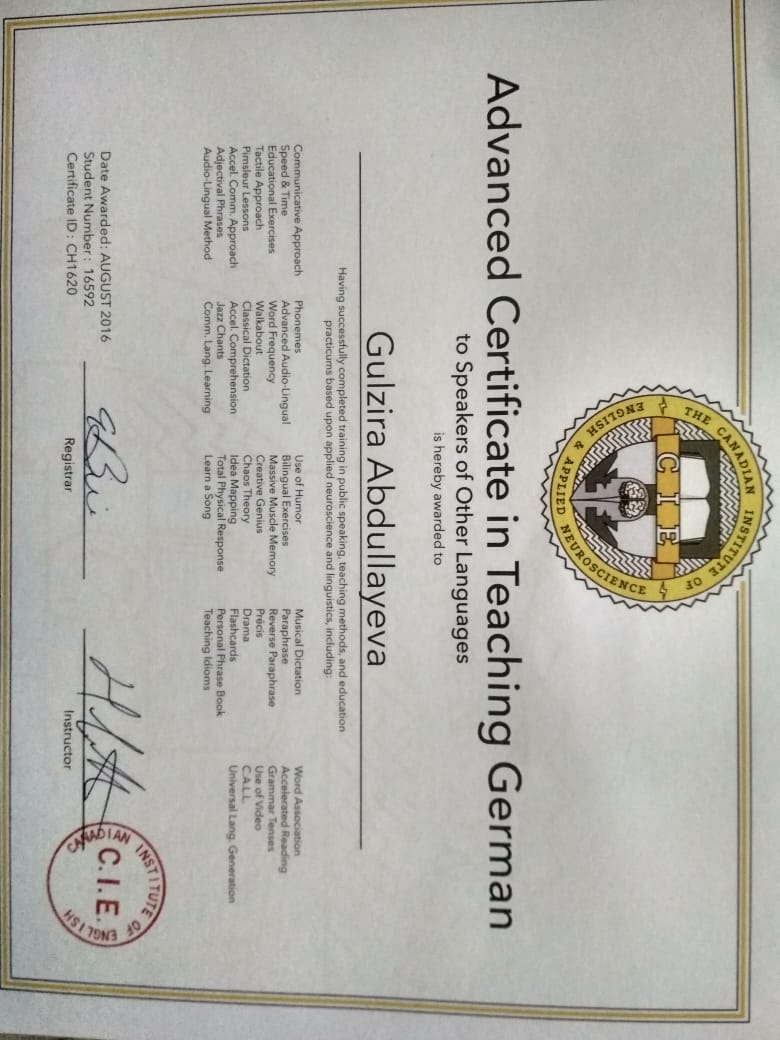 THE CANADIAN INSTITUTE OF
ENGLISH & APPLIED NEUROSCIENCE
CIE
Advanced Certificate in Teaching German
to Speakers of Other Languages
is hereby awarded to
Gulzira Abdullayeva
Having successfully completed training in public speaking, teaching methods, and education
practicums based upon applied neuroscience and linguistics, including:
Communicative Approach
Speed & Time
Educational Exercises
Tactile Approach
Pimsleur Lessons
Accel. Comm. Approach
Adjectival Phrases
Audio-Lingual Method
Phonemes
Advanced Audio-Lingual
Word Frequency
Walkabout
Classical Dictation
Accel. Comprehension
Jazz Chants
Comm. Lang. Learning
Use of Humor
Bilingual Exercises
Massive Muscle Memory
Creative Genius
Chaos Theory
Idea Mapping
Total Physical Response
Learn a Song
Musical Dictation
Paraphrase
Reverse Paraphrase
Précis
Drama
Flashcards
Personal Phrase Book
Teaching Idioms
Word Association
Accelerated Reading
Grammar Tenses
Use of Video
C.A.L.L.
Universal Lang. Generation
Date Awarded: AUGUST 2016
Student Number: 16592
Certificate ID: CH1620
Registrar
Instructor
CANADIAN INSTITUTE OF ENGLISH
C.I.E.